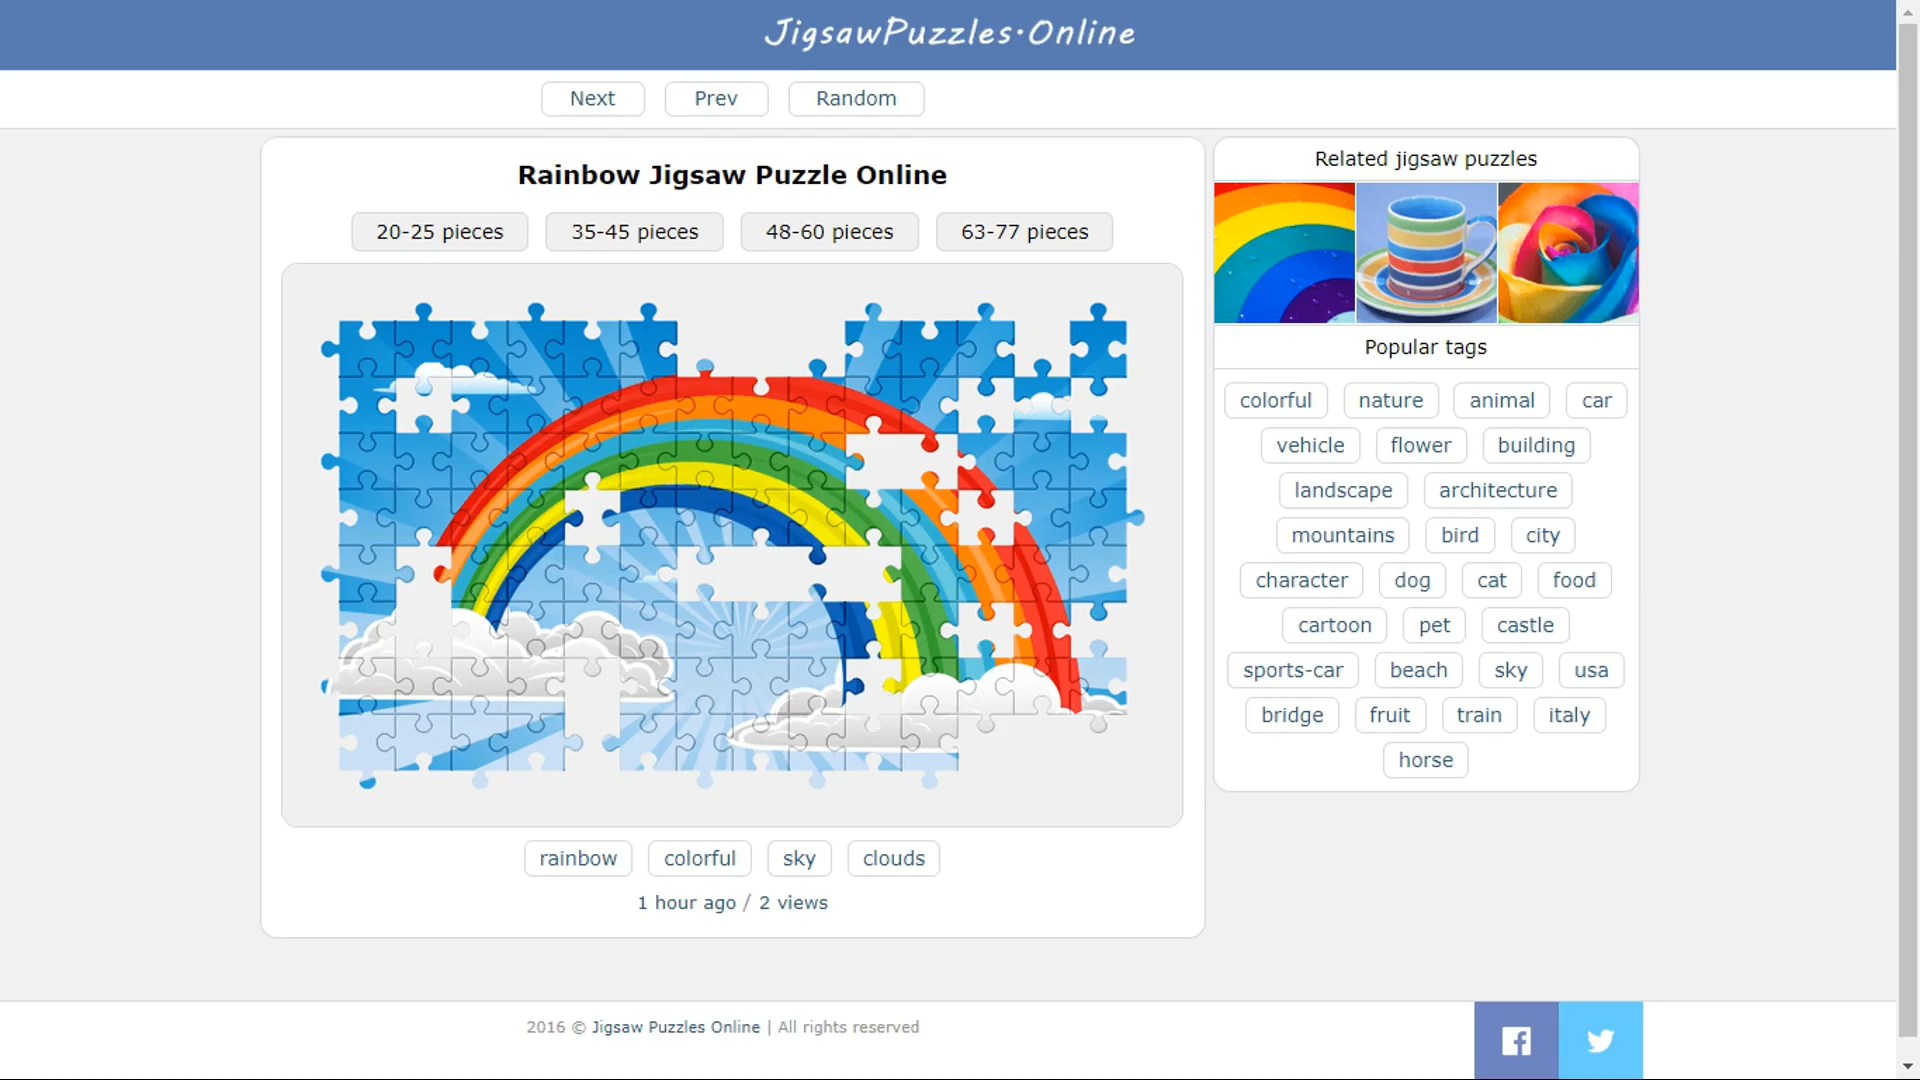 JigsawPuzzles·Online
Next Prev Random
Rainbow Jigsaw Puzzle Online
20-25 pieces 35-45 pieces 48-60 pieces 63-77 pieces
rainbow colorful sky clouds
1 hour ago / 2 views
Related jigsaw puzzles
Popular tags
colorful nature animal car
vehicle flower building
landscape architecture
mountains bird city
character dog cat food
cartoon pet castle
sports-car beach sky usa
bridge fruit train italy
horse
2016 © Jigsaw Puzzles Online | All rights reserved